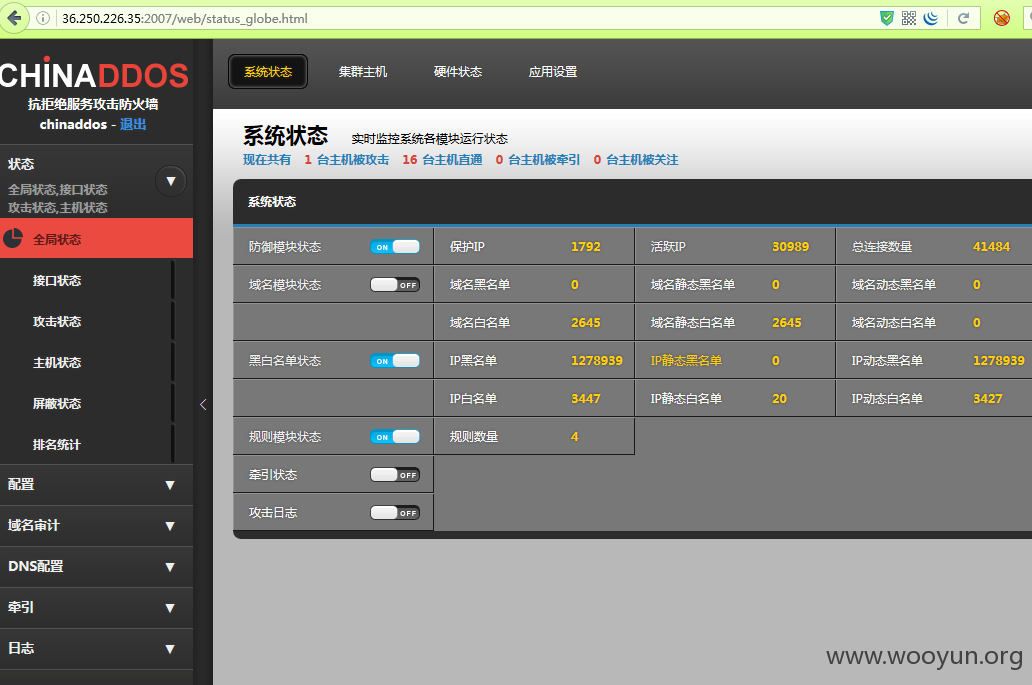 36.250.226.35:2007/web/status_globe.html
CHINADDOS
抗拒绝服务攻击防火墙
chinaddos - 退出
状态
全局状态,接口状态
攻击状态,主机状态
全局状态
接口状态
攻击状态
主机状态
屏蔽状态
排名统计
配置
域名审计
DNS配置
牵引
日志
系统状态 集群主机 硬件状态 应用设置
系统状态 实时监控系统各模块运行状态
现在共有 1 台主机被攻击 16 台主机直通 0 台主机被牵引 0 台主机被关注
系统状态
防御模块状态 ON 保护IP 1792 活跃IP 30989 总连接数量 41484
域名模块状态 OFF 域名黑名单 0 域名静态黑名单 0 域名动态黑名单 0
域名白名单 2645 域名静态白名单 2645 域名动态白名单 0
黑白名单状态 ON IP黑名单 1278939 IP静态黑名单 0 IP动态黑名单 1278939
IP白名单 3447 IP静态白名单 20 IP动态白名单 3427
规则模块状态 ON 规则数量 4
牵引状态 OFF
攻击日志 OFF
www.wooyun.org